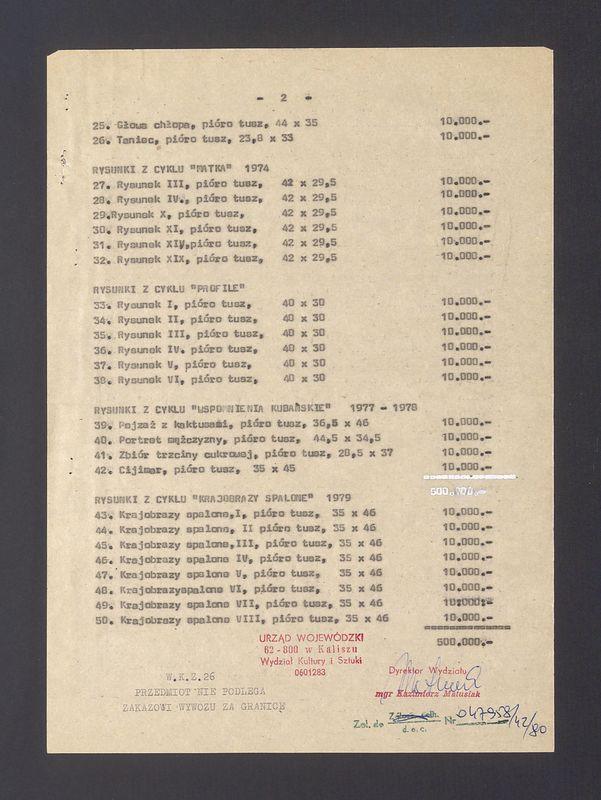 - 2 -
25. Głowa chłopa, pióro tusz, 44 x 35 10.000.-
26. Taniec, pióro tusz, 23,8 x 33 10.000.-
RYSUNKI Z CYKLU "MATKA" 1974
27. Rysunek III, pióro tusz, 42 x 29,5 10.000.-
28. Rysunek IV., pióro tusz, 42 x 29,5 10.000.-
29.Rysunek X, pióro tusz, 42 x 29,5 10.000.-
30. Rysunek XI, pióro tusz, 42 x 29,5 10.000.-
31. Rysunek XIV,pióro tusz, 42 x 29,5 10.000.-
32. Rysunek XIX, pióro tusz, 42 x 29,5 10.000.-
RYSUNKI Z CYKLU "PROFILE"
33. Rysunek I, pióro tusz, 40 x 30 10.000.-
34. Rysunek II, pióro tusz, 40 x 30 10.000.-
35. Rysunek III, pióro tusz, 40 x 30 10.000.-
36. Rysunek IV. pióro tusz, 40 x 30 10.000.-
37. Rysunek V, pióro tusz, 40 x 30 10.000.-
38. Rysunek VI, pióro tusz, 40 x 30 10.000.-
RYSUNKI Z CYKLU "WSPOMNIENIA KUBAŃSKIE" 1977 - 1978
39. Pejzaż z kaktusami, pióro tusz, 36,5 x 46 10.000.-
40. Portret mężczyzny, pióro tusz, 44,5 x 34,5 10.000.-
41. Zbiór trzciny cukrowej, pióro tusz, 28,5 x 37 10.000.-
42. Cijimar, pióro tusz, 35 x 45 10.000.-
500.000.-
RYSUNKI Z CYKLU "KRAJOBRAZY SPALONE" 1979
43. Krajobrazy spalone,I, pióro tusz, 35 x 46 10.000.-
44. Krajobrazy spalone, II pióro tusz, 35 x 46 10.000.-
45. Krajobrazy spalone,III, pióro tusz, 35 x 46 10.000.-
46. Krajobrazy spalone IV, pióro tusz, 35 x 46 10.000.-
47. Krajobrazy spalone V, pióro tusz, 35 x 46 10.000.-
48. Krajobrazyspalone VI, pióro tusz, 35 x 46 10.000.-
49. Krajobrazy spalone VII, pióro tusz, 35 x 46 10.000.-
50. Krajobrazy spalone VIII, pióro tusz, 35 x 46 10.000.-
500.000.-
URZĄD WOJEWÓDZKI
62-800 w Kaliszu
Wydział Kultury i Sztuki
0601283
Dyrektor Wydziału
mgr Kazimierz Matusiak
W.K.Z.26
PRZEDMIOT NIE PODLEGA
ZAKAZOWI WYWOZU ZA GRANICĘ
Zał. do Nr 047958/42/80
d.o.c.